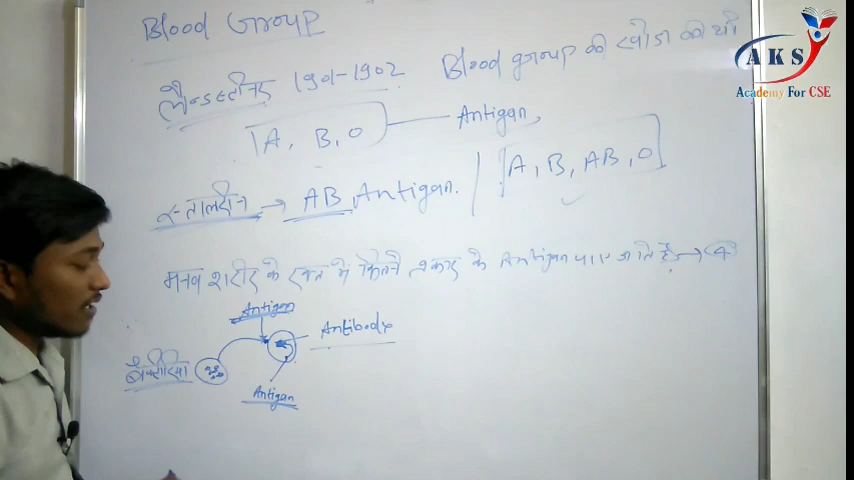 Blood Group
AKS
Academy For CSE
लैन्डस्टीनर 1901-1902 Blood group की खोज की थी
A, B, O Antigan
स्तालरीन → AB, Antigan. A, B, AB, O
मानव शरीर के रक्त में कितने प्रकार के Antigan पाए जाते हैं →
Antigan
Antibody
बैक्टीरिया
Antigan